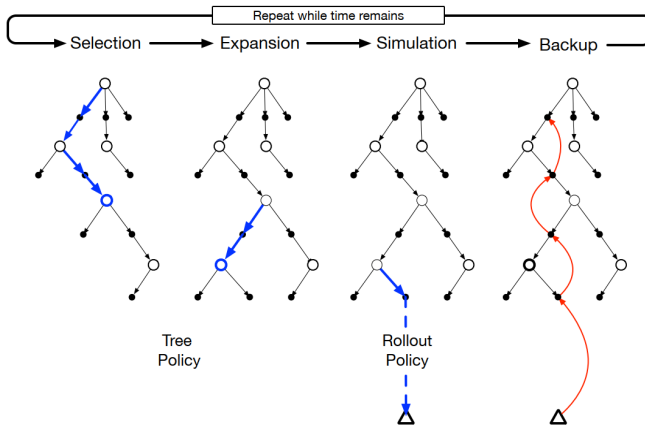 Repeat while time remains
Selection Expansion Simulation Backup
Tree
Policy
Rollout
Policy